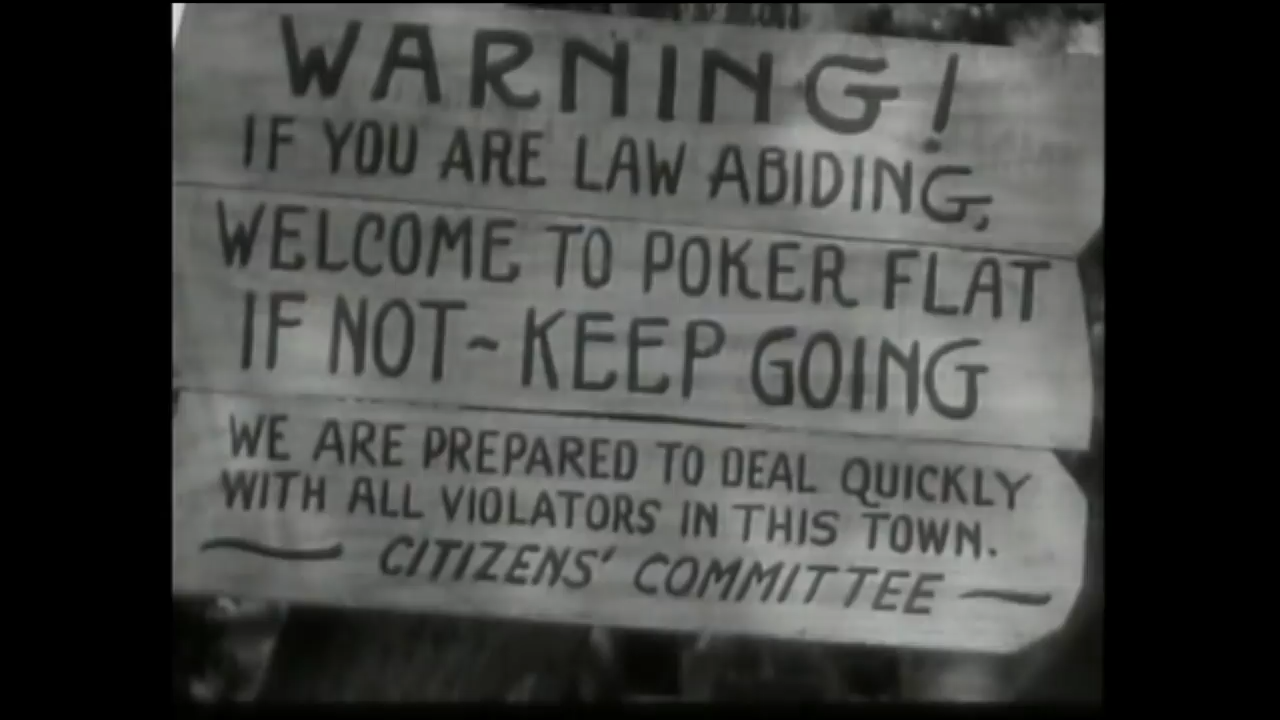 WARNING!
IF YOU ARE LAW ABIDING,
WELCOME TO POKER FLAT
IF NOT ~ KEEP GOING
WE ARE PREPARED TO DEAL QUICKLY
WITH ALL VIOLATORS IN THIS TOWN.
CITIZENS' COMMITTEE